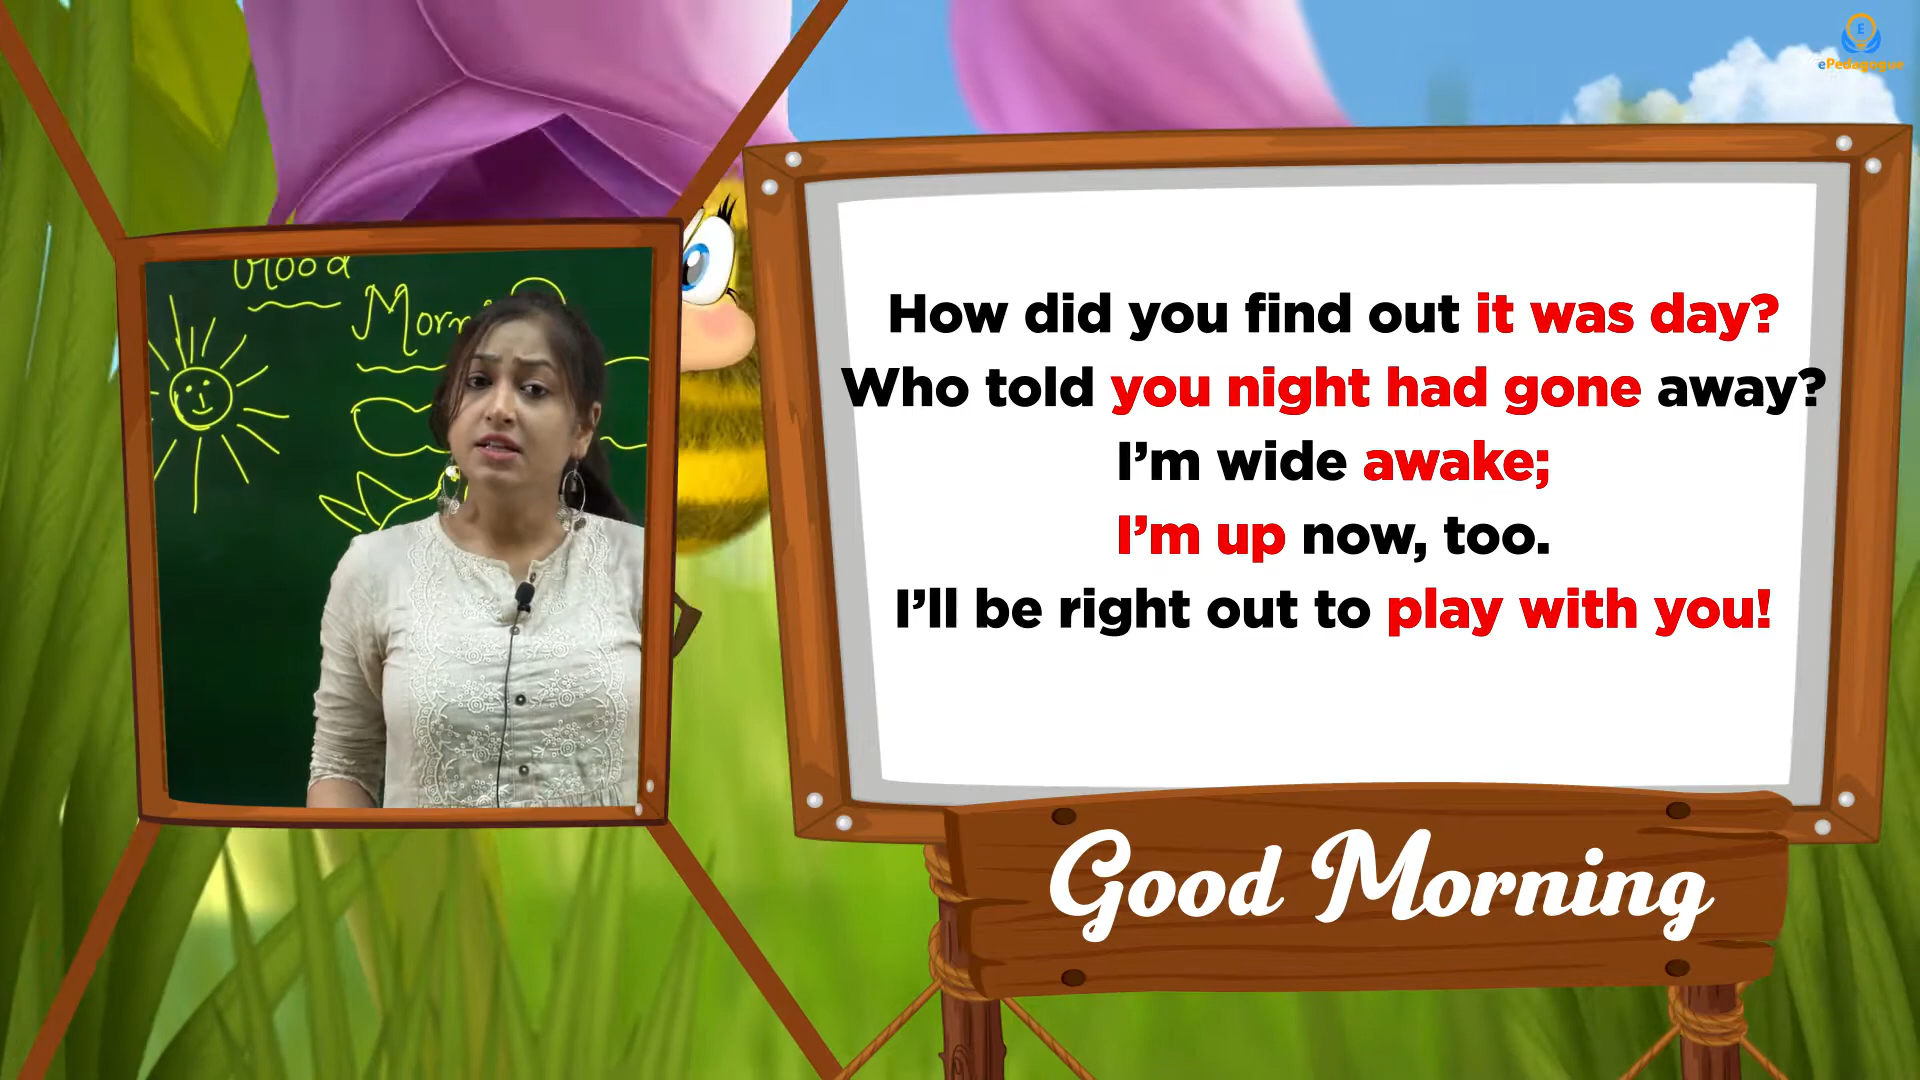 E
ePedagogue
Good
How did you find out it was day?
Who told you night had gone away?
I'm wide awake;
I'm up now, too.
I'll be right out to play with you!
Good Morning